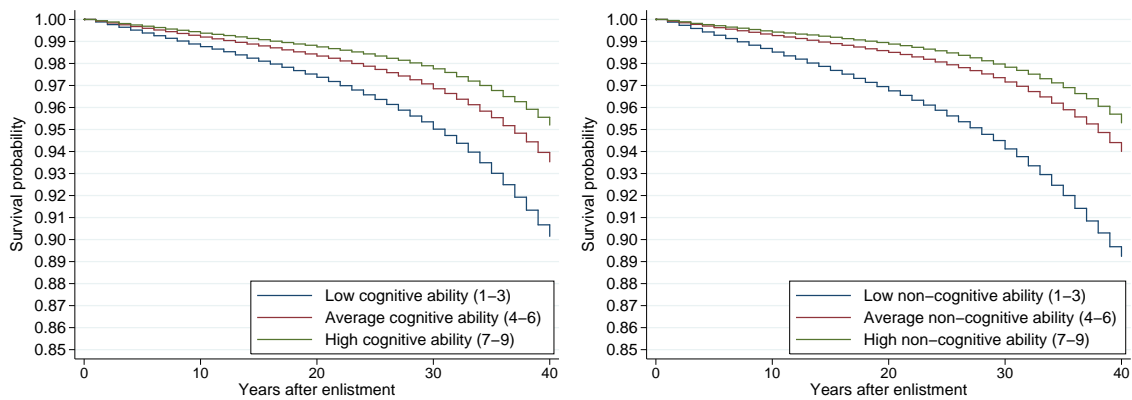 Survival probability
1.00
0.99
0.98
0.97
0.96
0.95
0.94
0.93
0.92
0.91
0.90
0.89
0.88
0.87
0.86
0.85
Low cognitive ability (1−3)
Average cognitive ability (4−6)
High cognitive ability (7−9)
0 10 20 30 40
Years after enlistment
Survival probability
1.00
0.99
0.98
0.97
0.96
0.95
0.94
0.93
0.92
0.91
0.90
0.89
0.88
0.87
0.86
0.85
Low non−cognitive ability (1−3)
Average non−cognitive ability (4−6)
High non−cognitive ability (7−9)
0 10 20 30 40
Years after enlistment